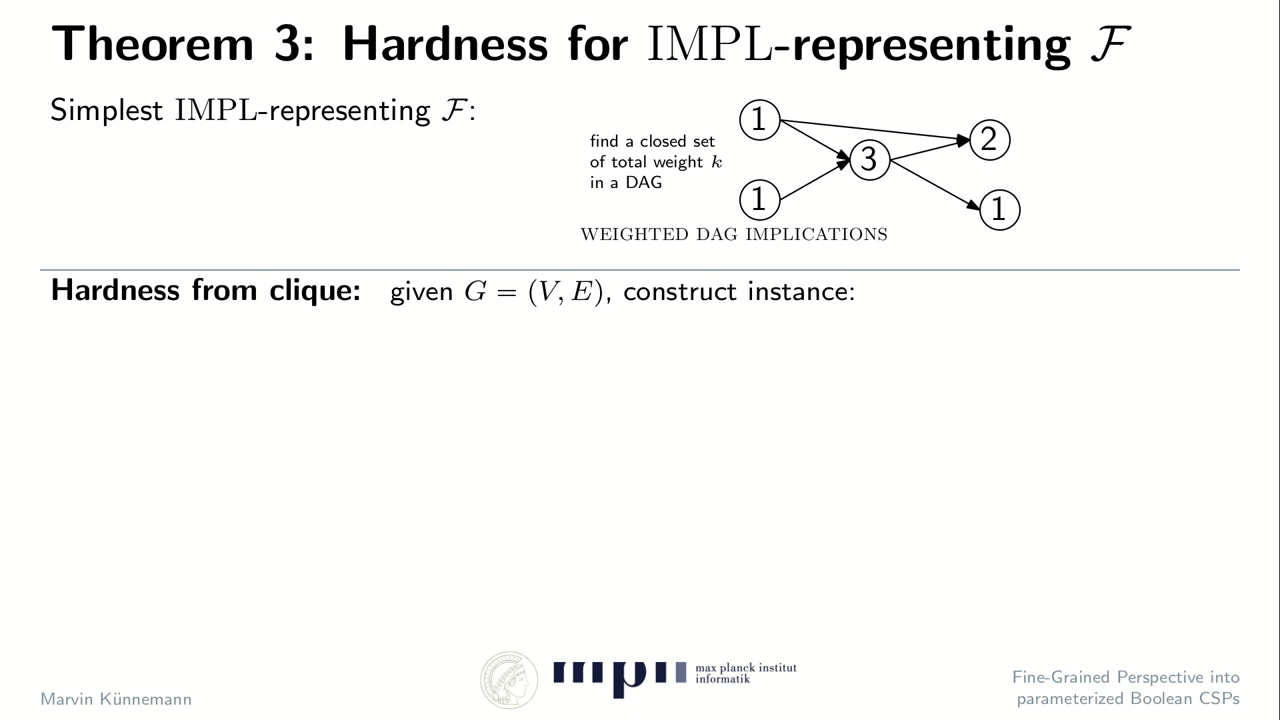 Theorem 3: Hardness for IMPL-representing ℱ
Simplest IMPL-representing ℱ:
find a closed set
of total weight k
in a DAG
1
1
3
2
1
WEIGHTED DAG IMPLICATIONS
Hardness from clique: given G = (V, E), construct instance:
max planck institut
informatik
Marvin Künnemann
Fine-Grained Perspective into
parameterized Boolean CSPs